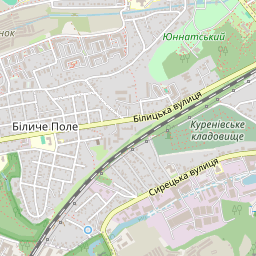 Юннатський
нок
Білицька вулиця
Біличе Поле
Куренівське
кладовище
Сирецька вулиця